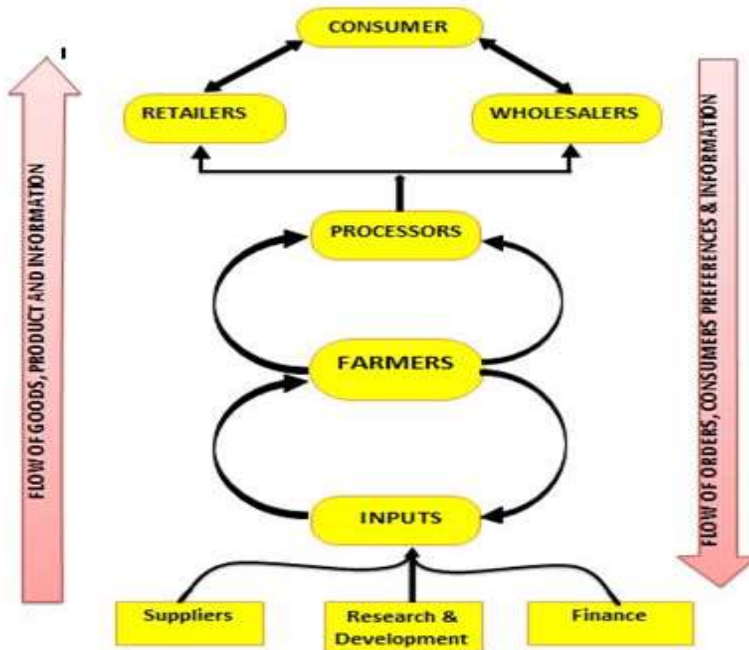 CONSUMER
RETAILERS
WHOLESALERS
PROCESSORS
FARMERS
INPUTS
Suppliers
Research &
Development
Finance
FLOW OF GOODS, PRODUCT AND INFORMATION
FLOW OF ORDERS, CONSUMERS PREFERENCES & INFORMATION